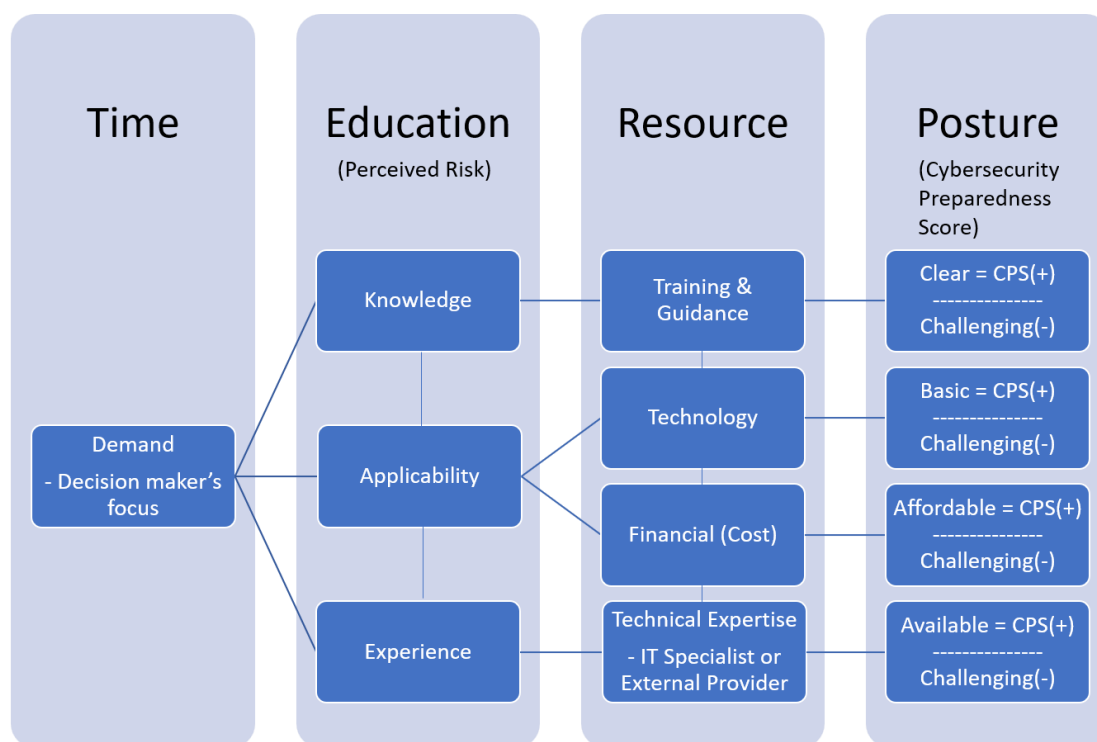 Time
Education
(Perceived Risk)
Resource
Posture
(Cybersecurity
Preparedness
Score)
Demand
- Decision maker’s
focus
Knowledge
Applicability
Experience
Training &
Guidance
Technology
Financial (Cost)
Technical Expertise
- IT Specialist or
External Provider
Clear = CPS(+)
---------------
Challenging(-)
Basic = CPS(+)
---------------
Challenging(-)
Affordable = CPS(+)
---------------
Challenging(-)
Available = CPS(+)
---------------
Challenging(-)